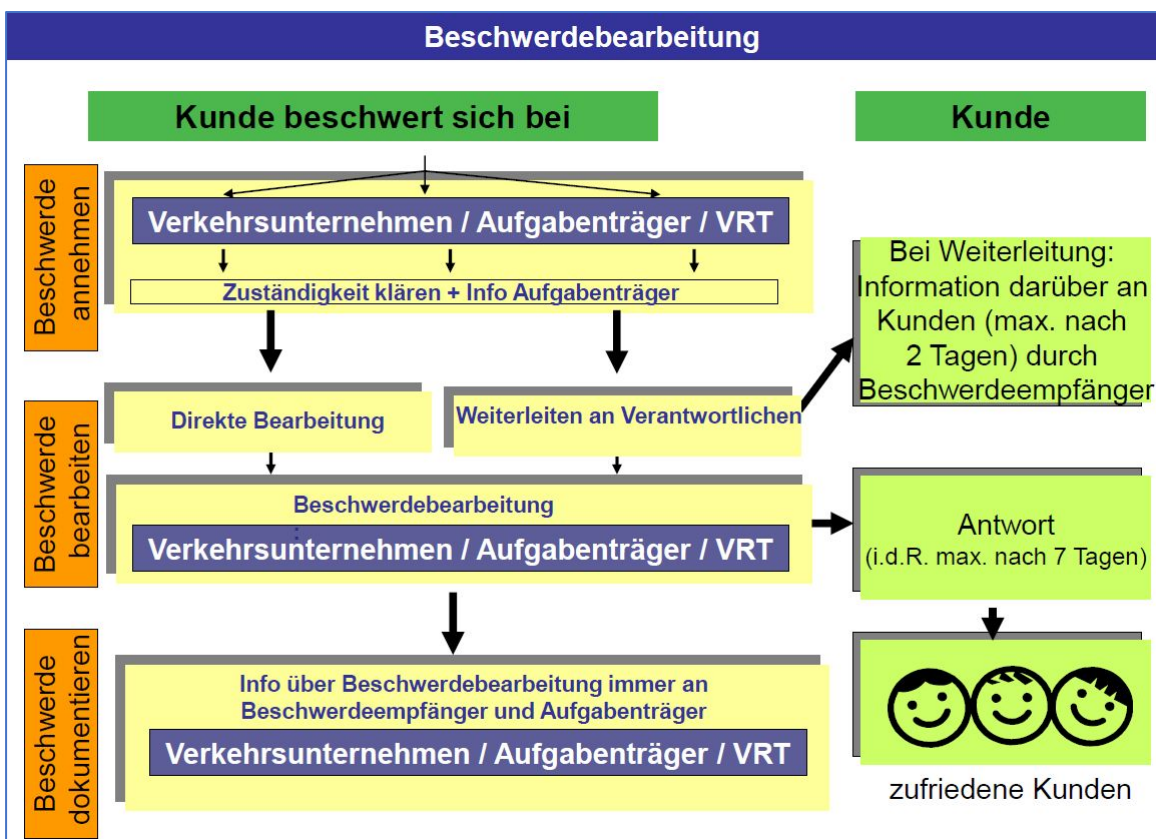 Beschwerdebearbeitung
Kunde beschwert sich bei
Kunde
Beschwerde
annehmen
Verkehrsunternehmen / Aufgabenträger / VRT
Zuständigkeit klären + Info Aufgabenträger
Bei Weiterleitung:
Information darüber an
Kunden (max. nach
2 Tagen) durch
Beschwerdeempfänger
Beschwerde
bearbeiten
Direkte Bearbeitung
Weiterleiten an Verantwortlichen
Beschwerdebearbeitung
:
Verkehrsunternehmen / Aufgabenträger / VRT
Antwort
(i.d.R. max. nach 7 Tagen)
Beschwerde
dokumentieren
Info über Beschwerdebearbeitung immer an
Beschwerdeempfänger und Aufgabenträger
Verkehrsunternehmen / Aufgabenträger / VRT
zufriedene Kunden